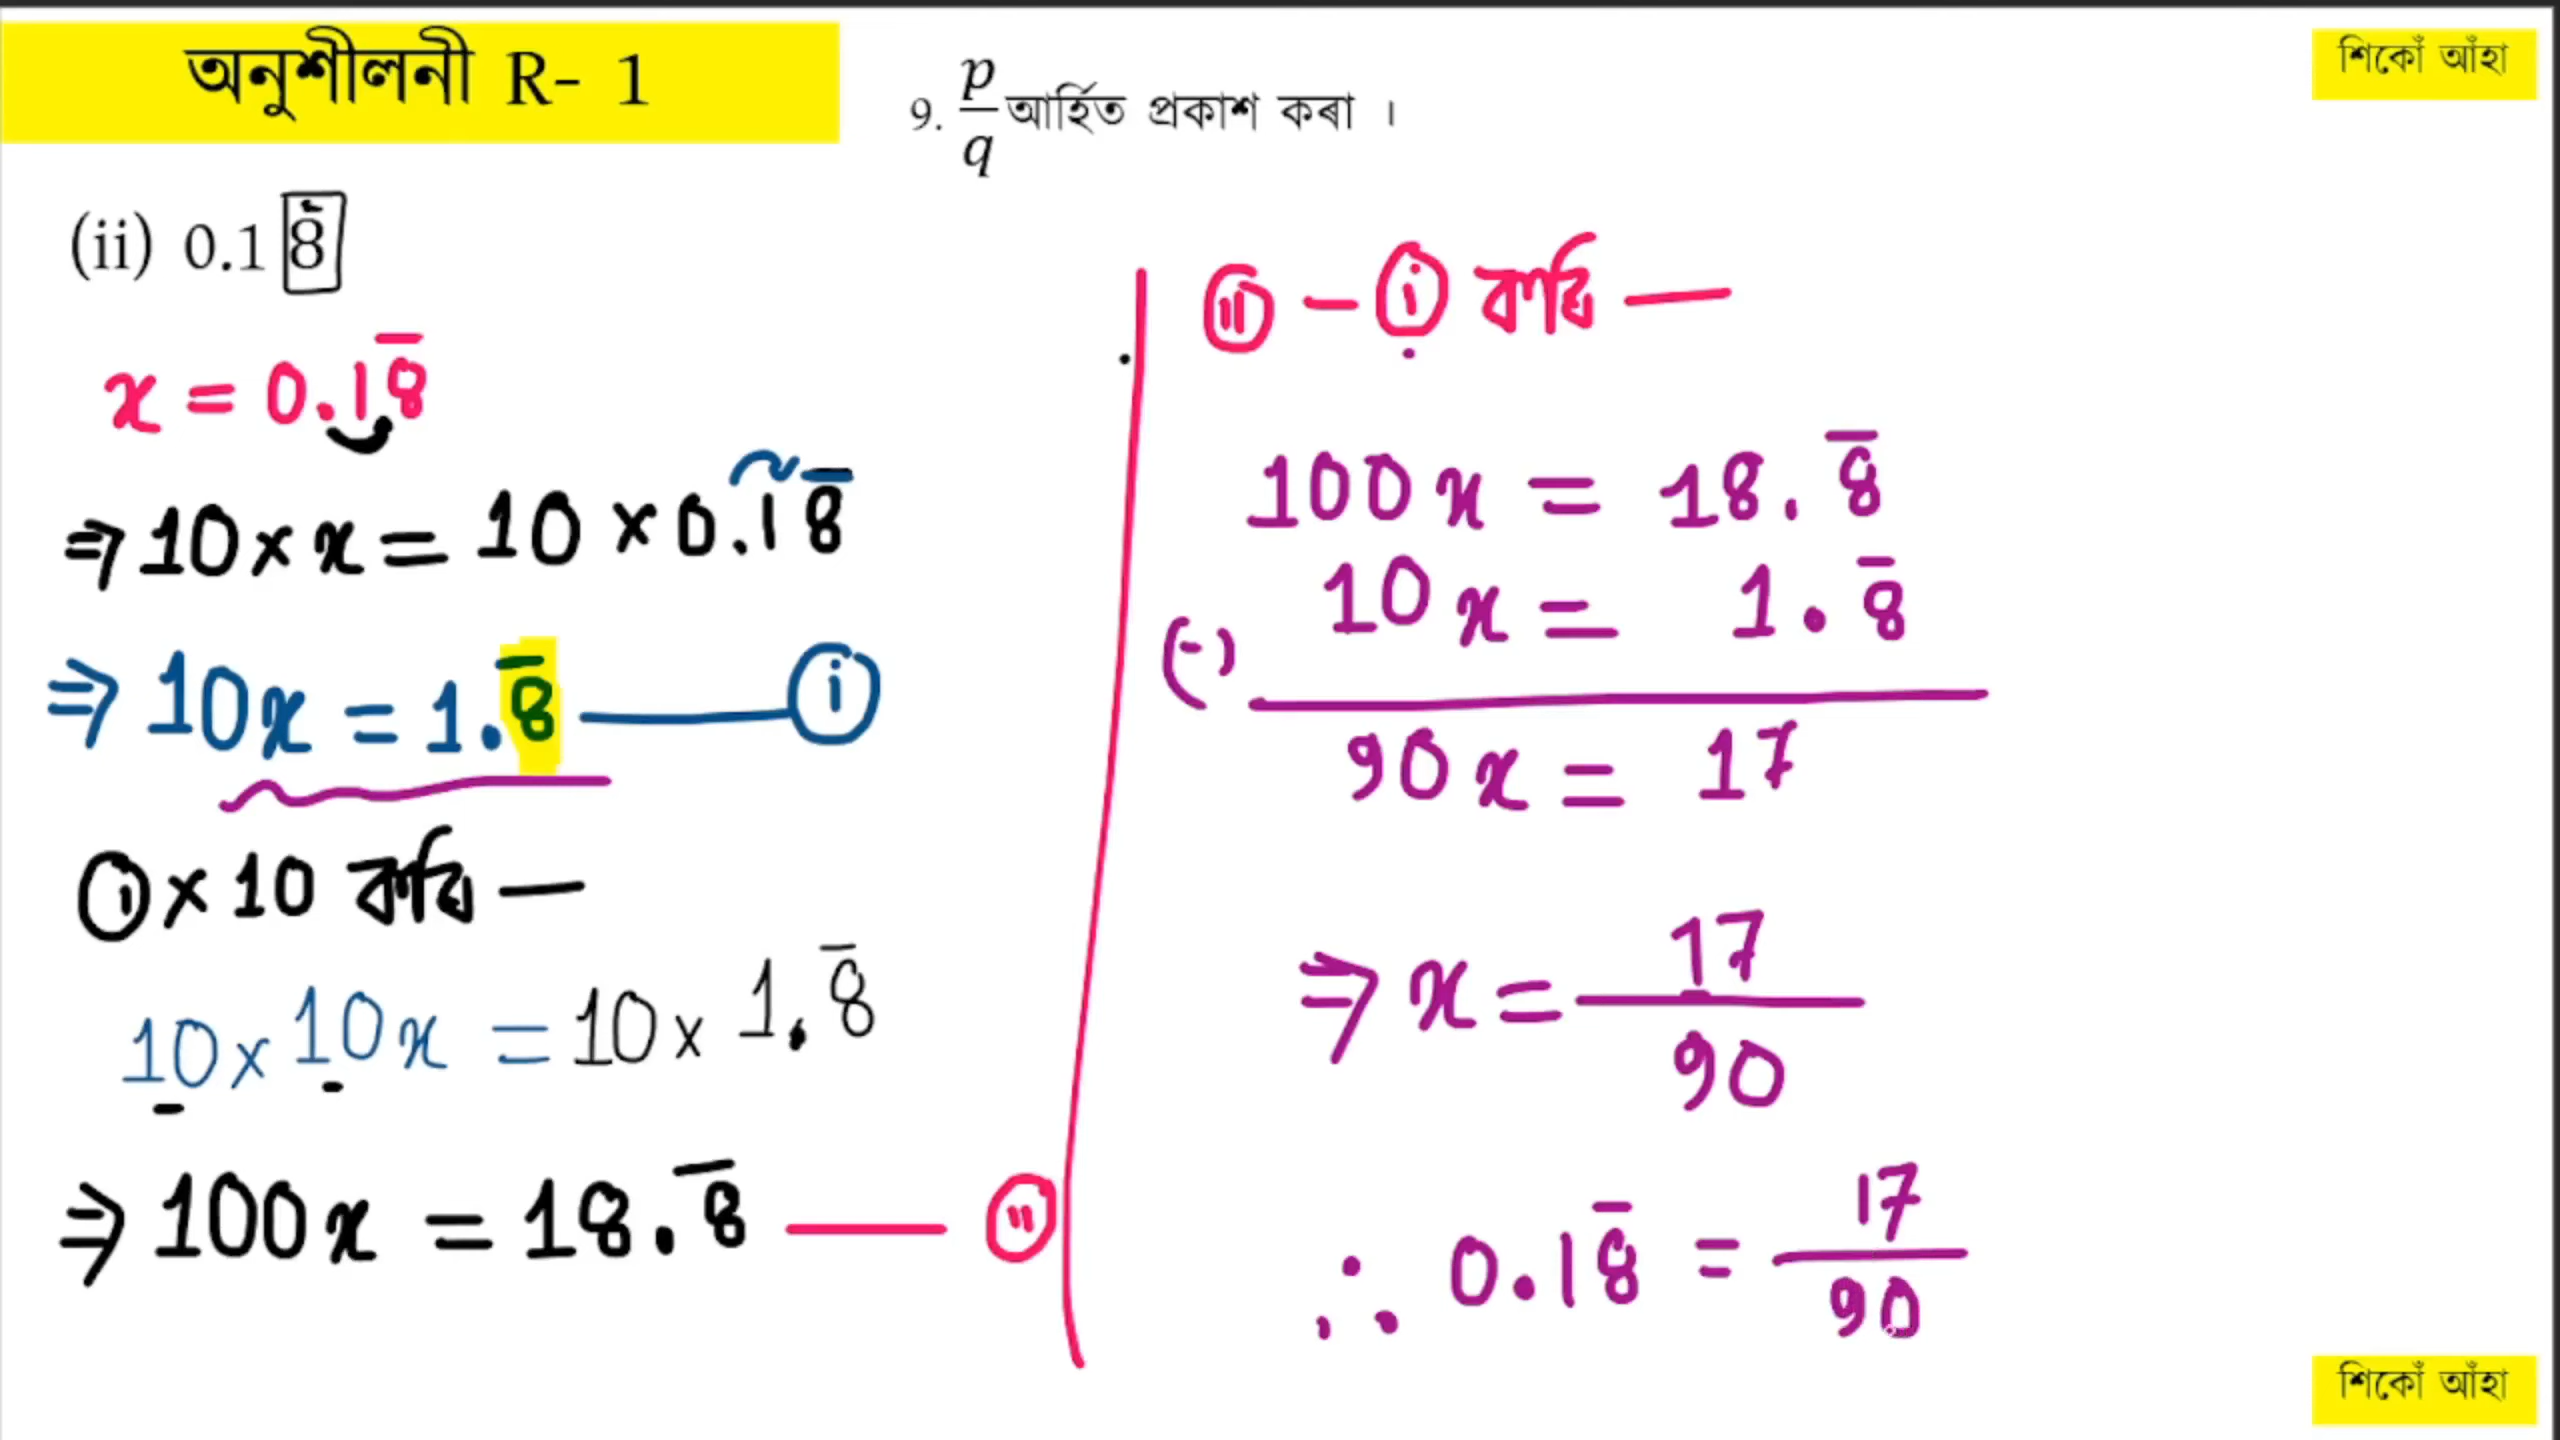 অনুশীলনী R- 1
9. p/q আৰ্হিত প্ৰকাশ কৰা ।
শিকোঁ আঁহা
(ii) 0.18̇
x = 0.18̅
⇒ 10 × x = 10 × 0.18̅
⇒ 10x = 1.8̅ —— (i)
(i) × 10 কৰি —
10 × 10x = 10 × 1.8̅
⇒ 100x = 18.8̅ —— (ii)
(ii) – (i) কৰি —
100x = 18.8̅
10x = 1.8̅
(-)
90x = 17
⇒ x = 17/90
∴ 0.18̅ = 17/90
শিকোঁ আঁহা